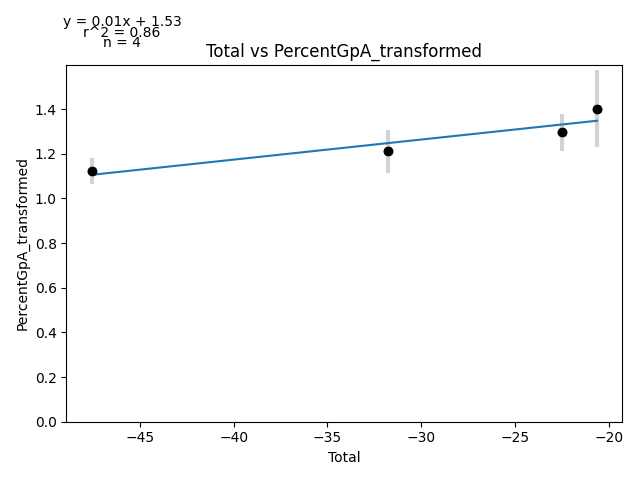 y = 0.01x + 1.53
r^2 = 0.86
n = 4
Total vs PercentGpA_transformed
PercentGpA_transformed
1.4
1.2
1.0
0.8
0.6
0.4
0.2
0.0
−45
−40
−35
−30
−25
−20
Total